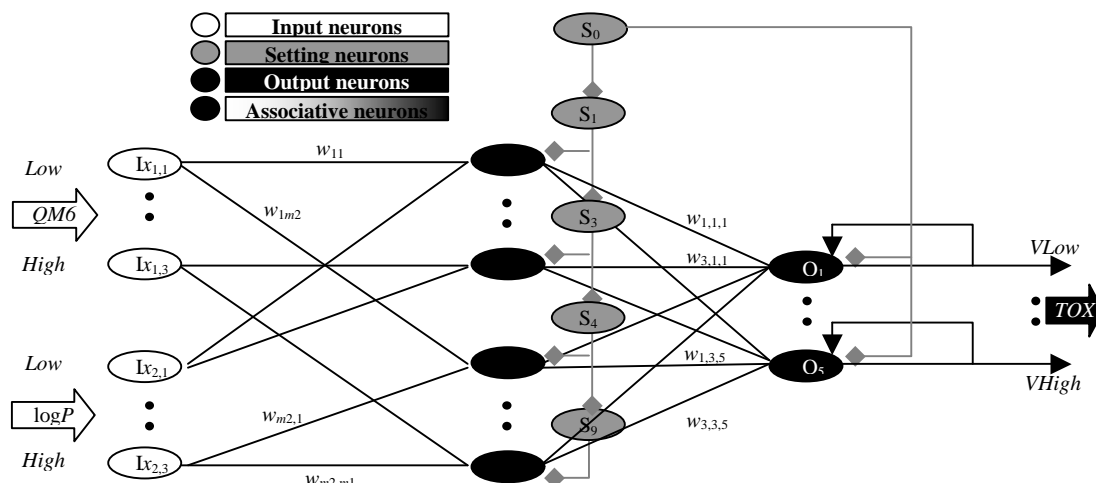 Input neurons
Setting neurons
Output neurons
Associative neurons
S0
S1
S3
S4
S9
Low
QM6
High
Low
logP
High
Ix1,1
Ix1,3
Ix2,1
Ix2,3
w11
w1m2
wm2,1
wm2,m1
w1,1,1
w3,1,1
w1,3,5
w3,3,5
O1
O5
VLow
TOX
VHigh